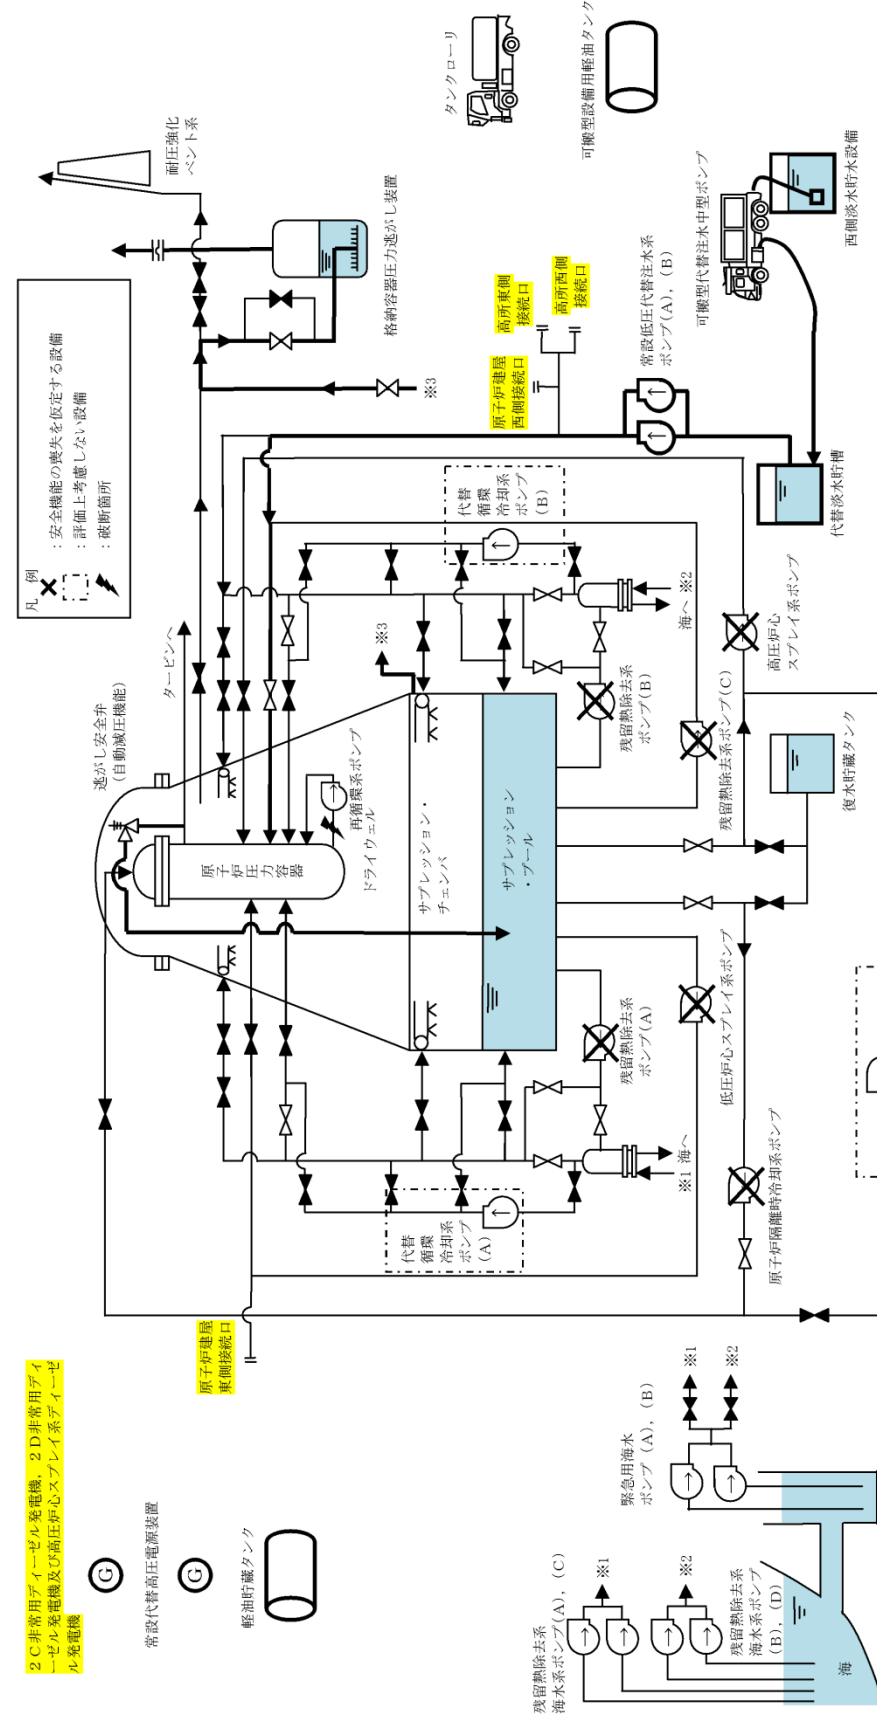 2C非常用ディーゼル発電機，2D非常用ディ
ーゼル発電機及び高圧炉心スプレイ系ディーゼ
ル発電機
G
常設代替高圧電源装置
G
軽油貯蔵タンク
原子炉建屋
東側接続口
逃がし安全弁
(自動減圧機能)
タービンへ
凡　例
：安全機能の喪失を仮定する設備
：評価上考慮しない設備
：破断箇所
耐圧強化
ベント系
格納容器圧力逃がし装置
※3
タンクローリ
可搬型設備用軽油タンク
原子炉圧力容器
再循環系ポンプ
ドライウェル
サプレッション・
チェンバ
サプレッション
・プール
※3
代替
循環
冷却系
ポンプ
(A)
代替
循環
冷却系
ポンプ
(B)
原子炉建屋
西側接続口
高所東側
接続口
高所西側
接続口
常設低圧代替注水系
ポンプ(A)，(B)
可搬型代替注水中型ポンプ
西側淡水貯水設備
代替淡水貯槽
※1 海へ
海へ ※2
残留熱除去系
ポンプ(A)
残留熱除去系
ポンプ(B)
低圧炉心スプレイ系ポンプ
残留熱除去系ポンプ(C)
原子炉隔離時冷却系ポンプ
高圧炉心
スプレイ系ポンプ
復水貯蔵タンク
残留熱除去系
海水系ポンプ(A)，(C)
※1
※2
残留熱除去系
海水系ポンプ
(B)，(D)
緊急用海水
ポンプ(A)，(B)
※1
※2
海